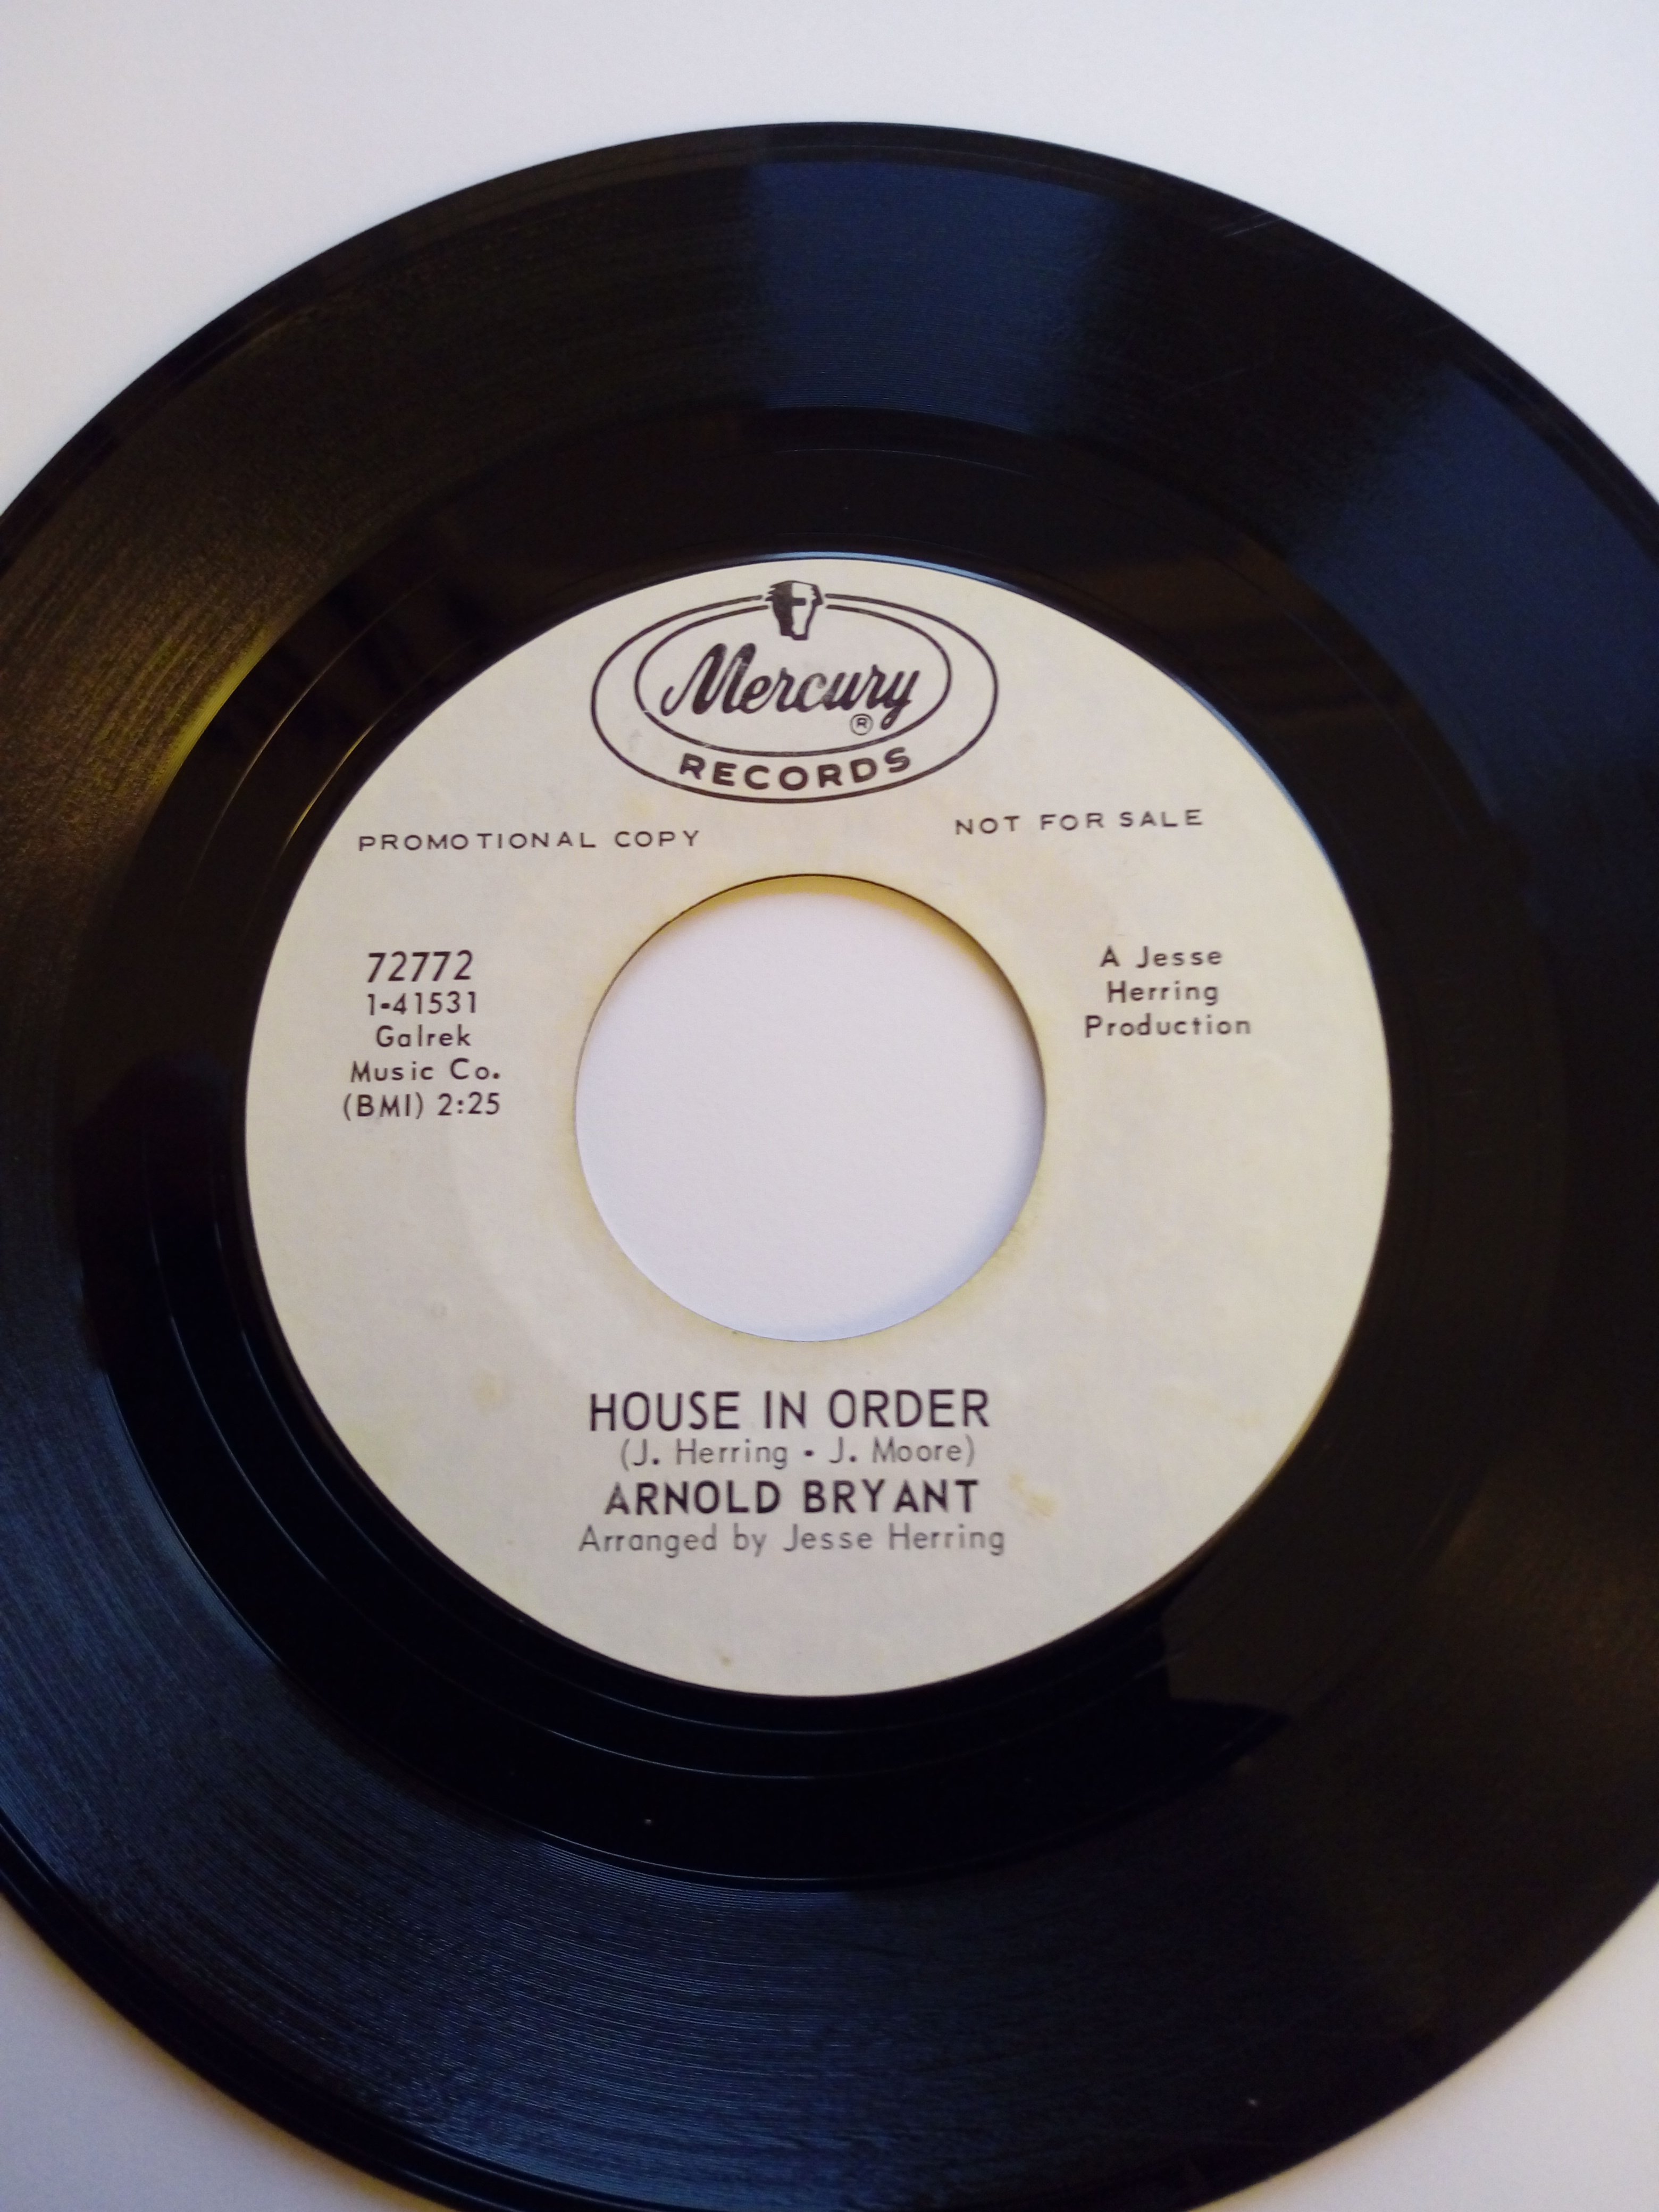 Mercury
®
RECORDS
PROMOTIONAL COPY
NOT FOR SALE
72772
1-41531
Galrek
Music Co.
(BMI) 2:25
A Jesse
Herring
Production
HOUSE IN ORDER
(J. Herring - J. Moore)
ARNOLD BRYANT
Arranged by Jesse Herring